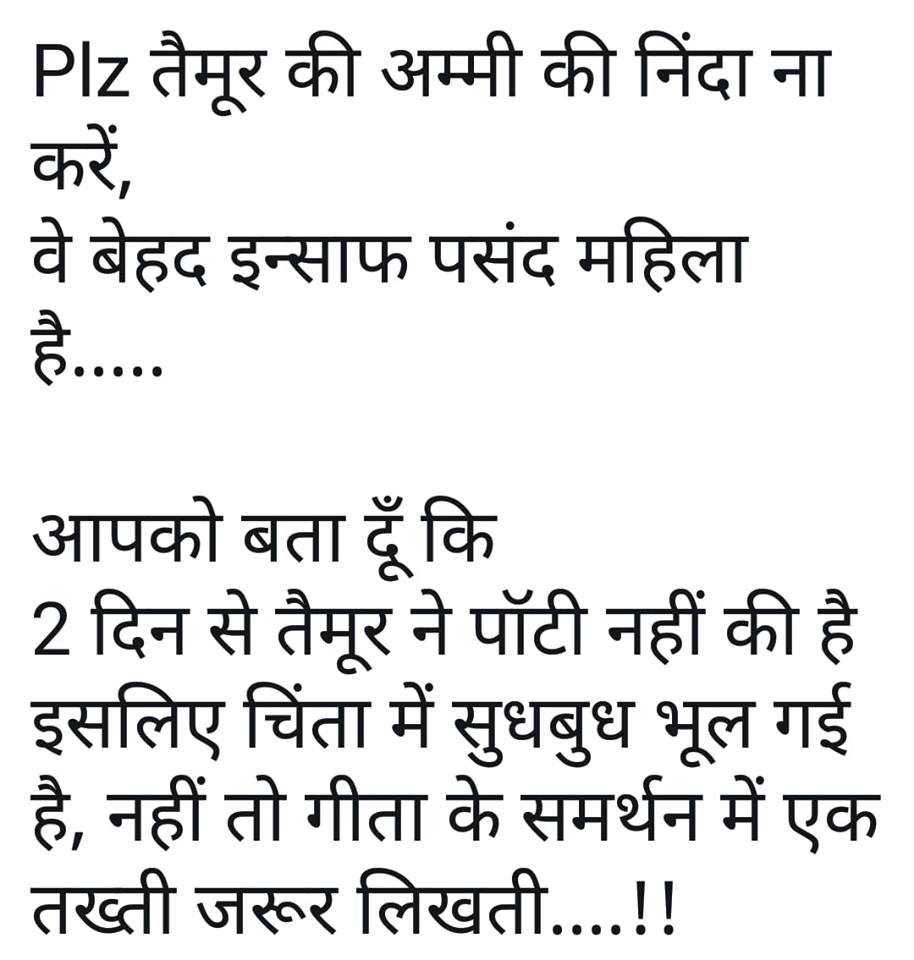 Plz तैमूर की अम्मी की निंदा ना
करें,
वे बेहद इन्साफ पसंद महिला
है.....
आपको बता दूँ कि
2 दिन से तैमूर ने पॉटी नहीं की है
इसलिए चिंता में सुधबुध भूल गई
है, नहीं तो गीता के समर्थन में एक
तख्ती जरूर लिखती....!!